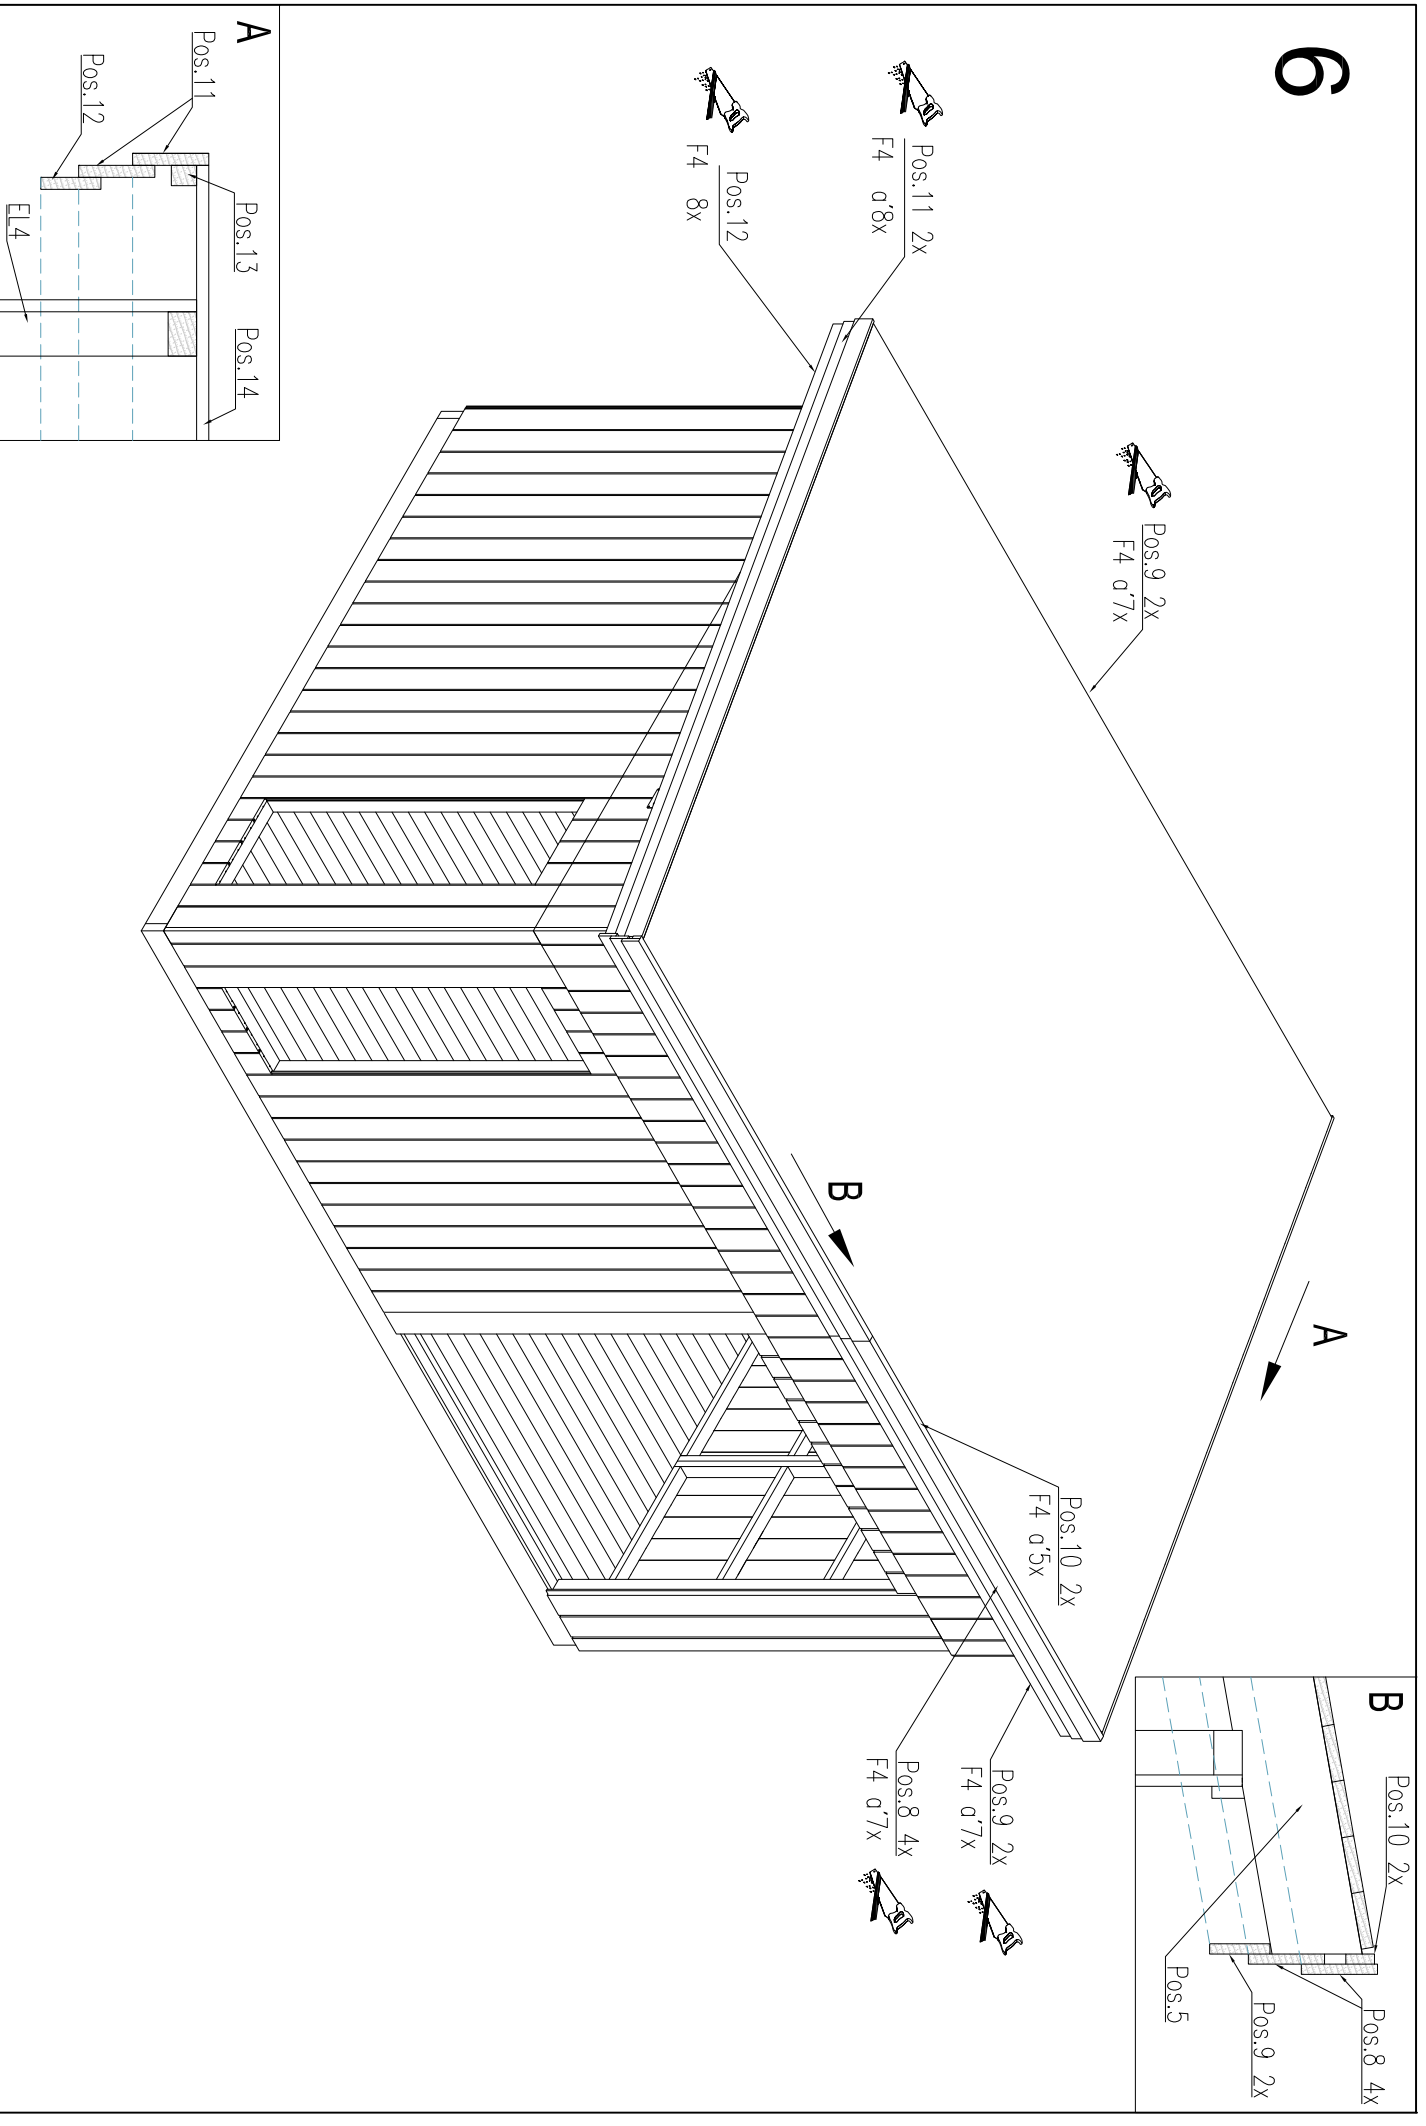 6
A
Pos.11
Pos.12
Pos.13
Pos.14
EL4
Pos.11 2x
F4 a'8x
Pos.12
F4 8x
Pos.9 2x
F4 a'7x
A
B
Pos.10 2x
F4 a'5x
Pos.9 2x
F4 a'7x
Pos.8 4x
F4 a'7x
B
Pos.10 2x
Pos.8 4x
Pos.9 2x
Pos.5